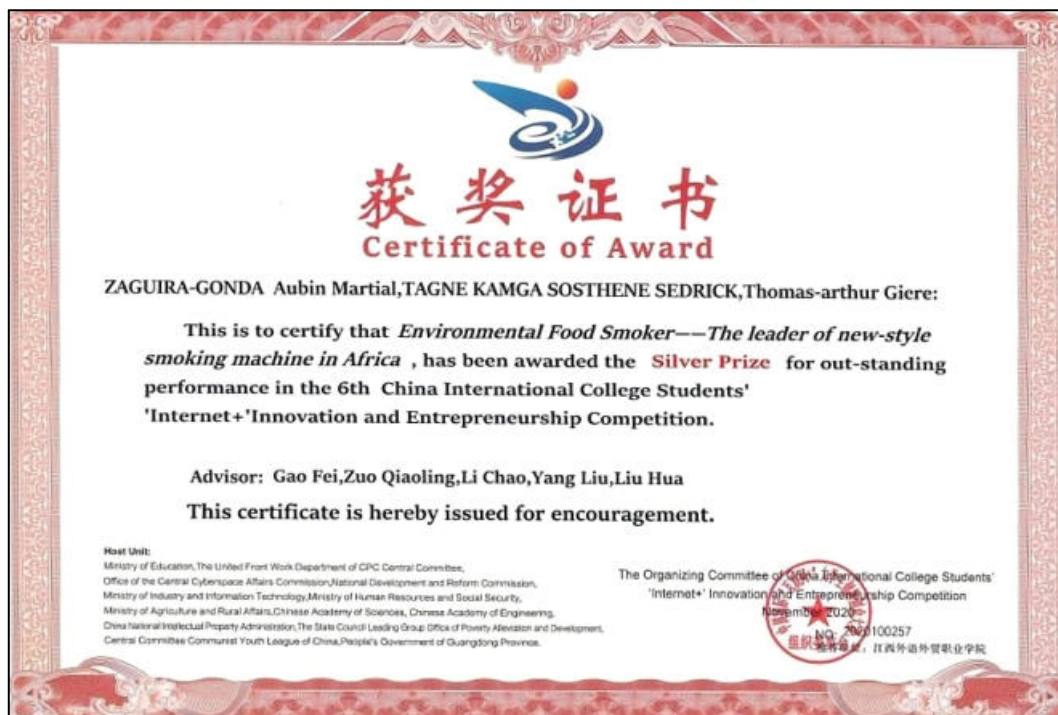 获奖证书
Certificate of Award
ZAGUIRA-GONDA Aubin Martial,TAGNE KAMGA SOSTHENE SEDRICK,Thomas-arthur Giere:
This is to certify that Environmental Food Smoker——The leader of new-style
smoking machine in Africa , has been awarded the Silver Prize for out-standing
performance in the 6th China International College Students'
'Internet+'Innovation and Entrepreneurship Competition.
Advisor: Gao Fei,Zuo Qiaoling,Li Chao,Yang Liu,Liu Hua
This certificate is hereby issued for encouragement.
Host Unit:
Ministry of Education,The United Front Work Department of CPC Central Committee,
Office of the Central Cyberspace Affairs Commission,National Development and Reform Commission,
Ministry of Industry and Information Technology,Ministry of Human Resources and Social Security,
Ministry of Agriculture and Rural Affairs,Chinese Academy of Sciences, Chinese Academy of Engineering,
China National Intellectual Property Administration,The State Council Leading Group Office of Poverty Alleviation and Development,
Central Committee Communist Youth League of China,People's Government of Guangdong Province.
The Organizing Committee of China International College Students'
'Internet+' Innovation and Entrepreneurship Competition
November 2020
NO: 2020100257
江西外语外贸职业学院